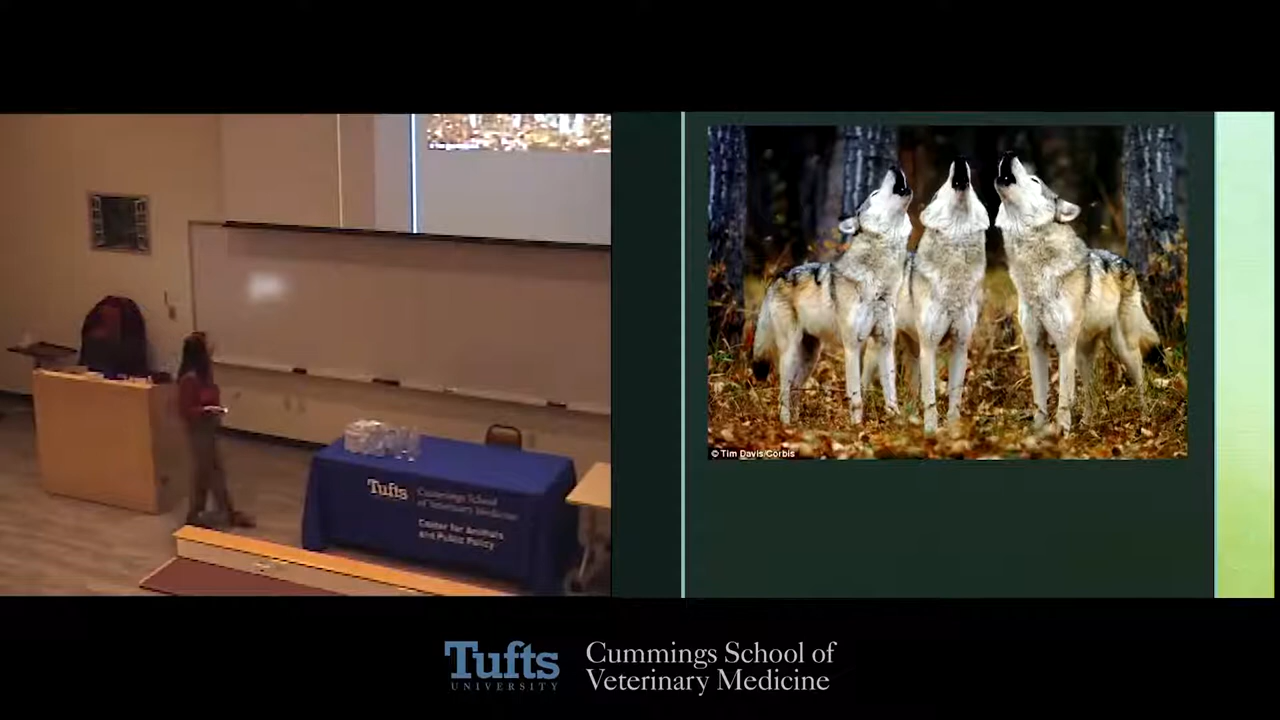 Tufts
Cummings School
of Veterinary Medicine
Center for Animals
and Public Policy
© Tim Davis/Corbis
Tufts
UNIVERSITY
Cummings School of
Veterinary Medicine